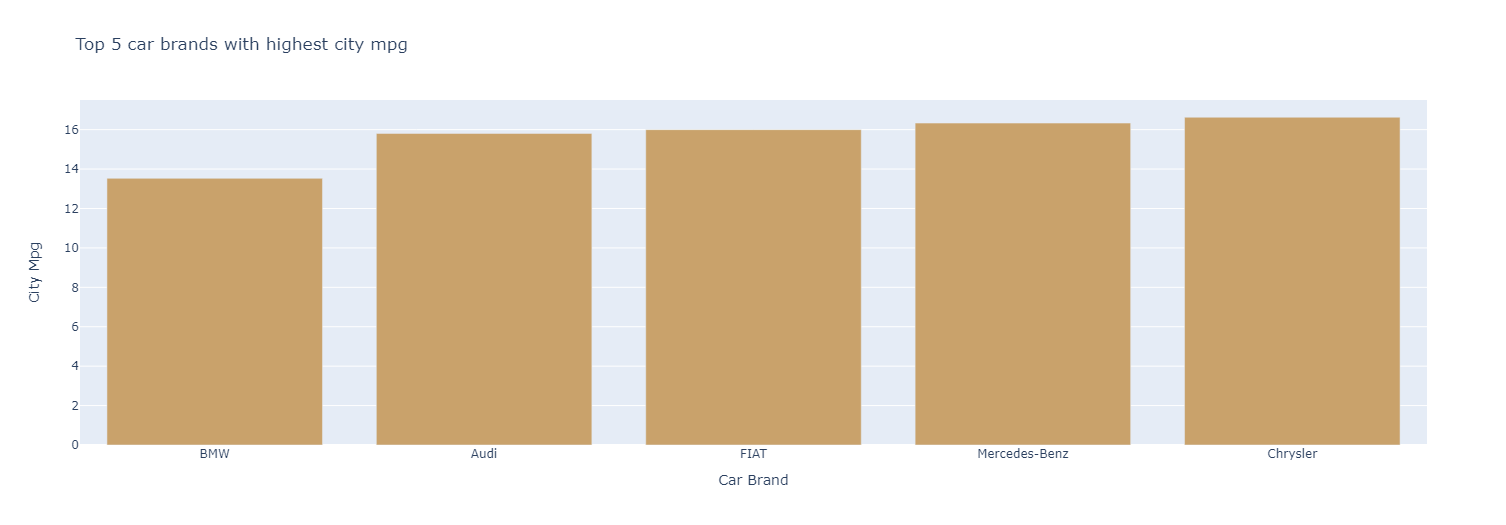 Top 5 car brands with highest city mpg
City Mpg
16
14
12
10
8
6
4
2
0
BMW Audi FIAT Mercedes-Benz Chrysler
Car Brand